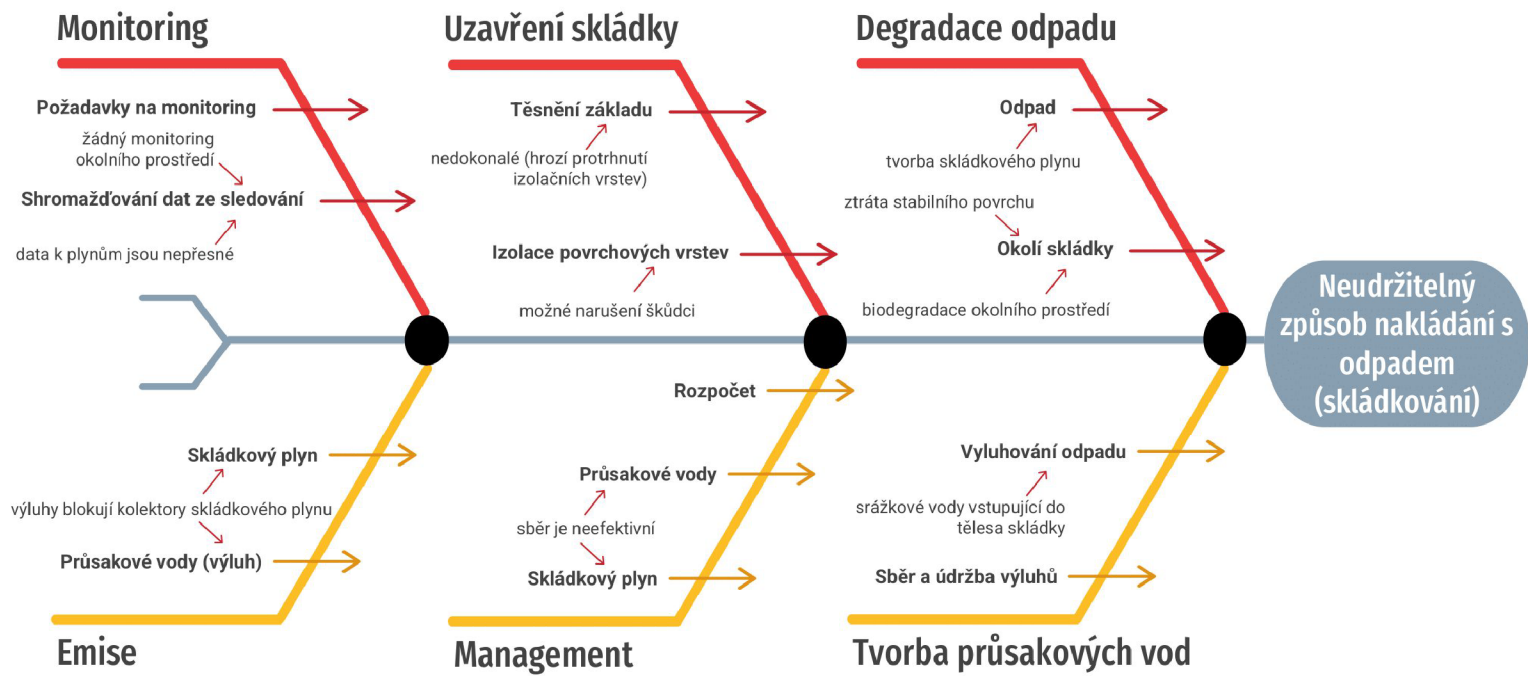 Monitoring
Požadavky na monitoring
žádný monitoring
okolního prostředí
Shromažďování dat ze sledování
data k plynům jsou nepřesné
Uzavření skládky
Těsnění základu
nedokonalé (hrozí protrhnutí
izolačních vrstev)
Izolace povrchových vrstev
možné narušení škůdci
Degradace odpadu
Odpad
tvorba skládkového plynu
ztráta stabilního povrchu
Okolí skládky
biodegradace okolního prostředí
Neudržitelný
způsob nakládání s
odpadem
(skládkování)
Skládkový plyn
výluhy blokují kolektory skládkového plynu
Průsakové vody (výluh)
Emise
Rozpočet
Průsakové vody
sběr je neefektivní
Skládkový plyn
Management
Vyluhování odpadu
srážkové vody vstupující do
tělesa skládky
Sběr a údržba výluhů
Tvorba průsakových vod